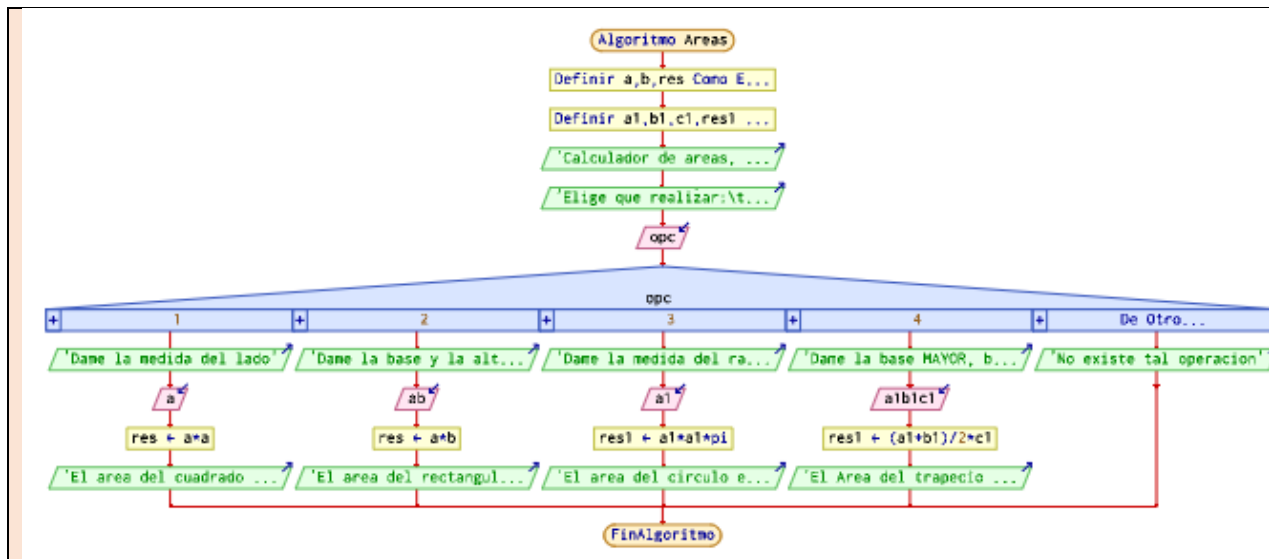 Algoritmo Areas
Definir a,b,res Como E...
Definir a1,b1,c1,res1 ...
'Calculador de areas, ...
'Elige que realizar:\t...
opc
opc
+ 1 + 2 + 3 + 4 + De Otro...
'Dame la medida del lado' 'Dame la base y la alt... 'Dame la medida del ra... 'Dame la base MAYOR, b... 'No existe tal operacion'
a ab a1 a1b1c1
res ← a*a res ← a*b res1 ← a1*a1*pi res1 ← (a1+b1)/2*c1
'El area del cuadrado ... 'El area del rectangul... 'El area del circulo e... 'El Area del trapecio ...
FinAlgoritmo